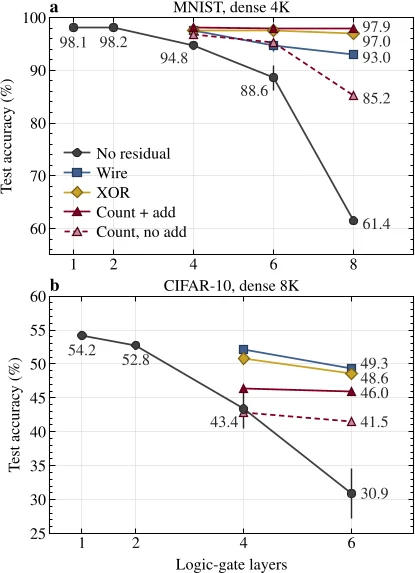 a MNIST, dense 4K
Test accuracy (%)
100
90
80
70
60
98.1 98.2
94.8
88.6
97.9
97.0
93.0
85.2
61.4
No residual
Wire
XOR
Count + add
Count, no add
1 2 4 6 8
b CIFAR-10, dense 8K
Test accuracy (%)
60
55
50
45
40
35
30
25
54.2
52.8
43.4
49.3
48.6
46.0
41.5
30.9
1 2 4 6
Logic-gate layers